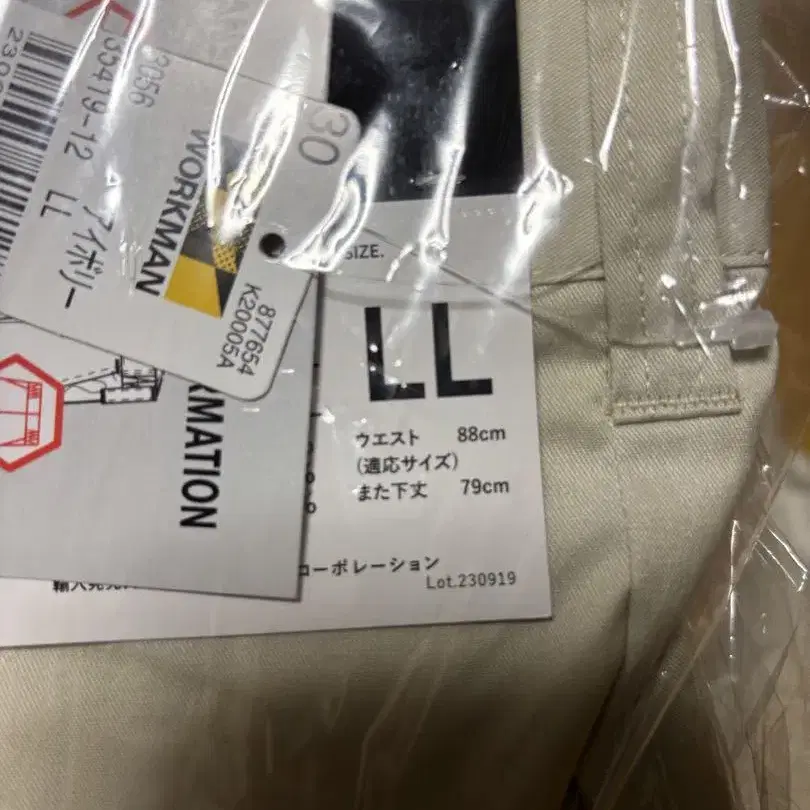 30
3056
35419-12 LL
アイボリー
WORKMAN
877654
K20005A
RMATION
SIZE.
LL
ウエスト 88cm
(適応サイズ)
また下丈 79cm
コーポレーション
Lot.230919